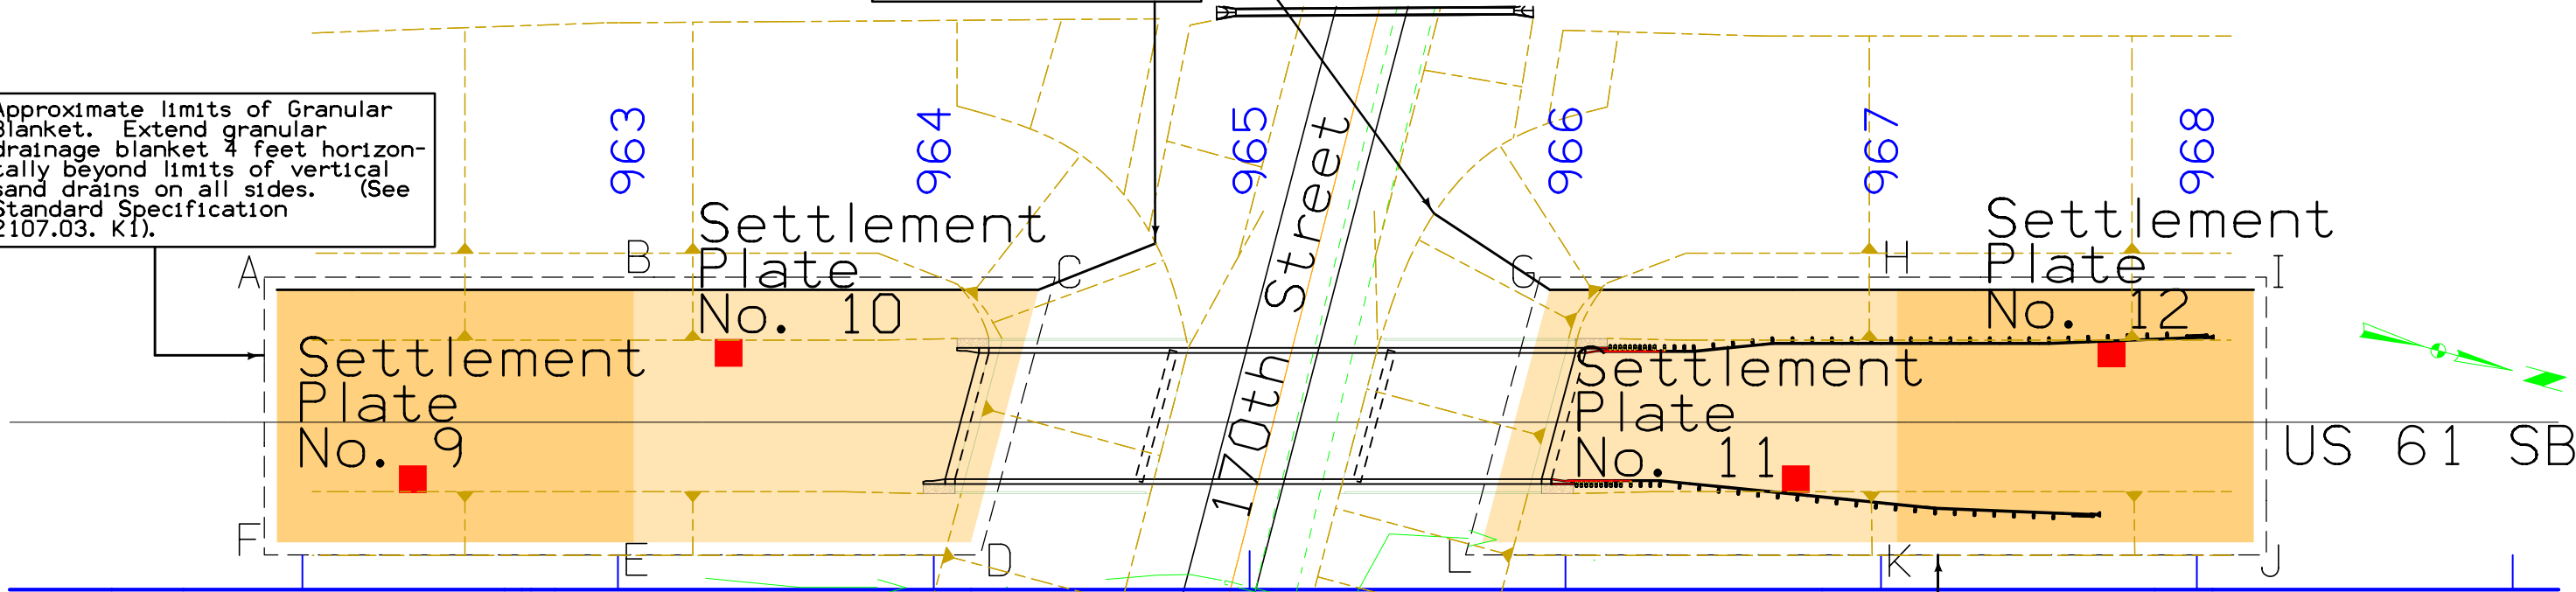 Approximate limits of Granular
Blanket. Extend granular
drainage blanket 4 feet horizon-
tally beyond limits of vertical
sand drains on all sides. (See
Standard Specification
2107.03. K1).
963
964
965
966
967
968
A
B
C
G
H
I
Settlement
Plate
No. 10
Settlement
Plate
No. 12
Settlement
Plate
No. 9
Settlement
Plate
No. 11
170th Street
US 61 SB
F
E
D
L
K
J